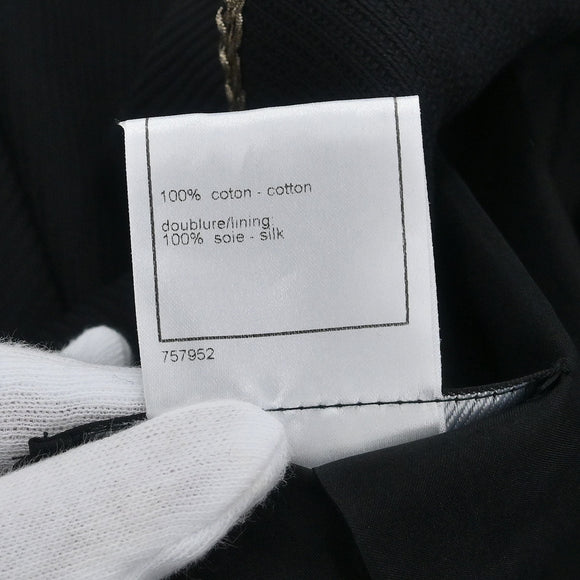 100% coton - cotton
doublure/lining:
100% soie - silk
757952